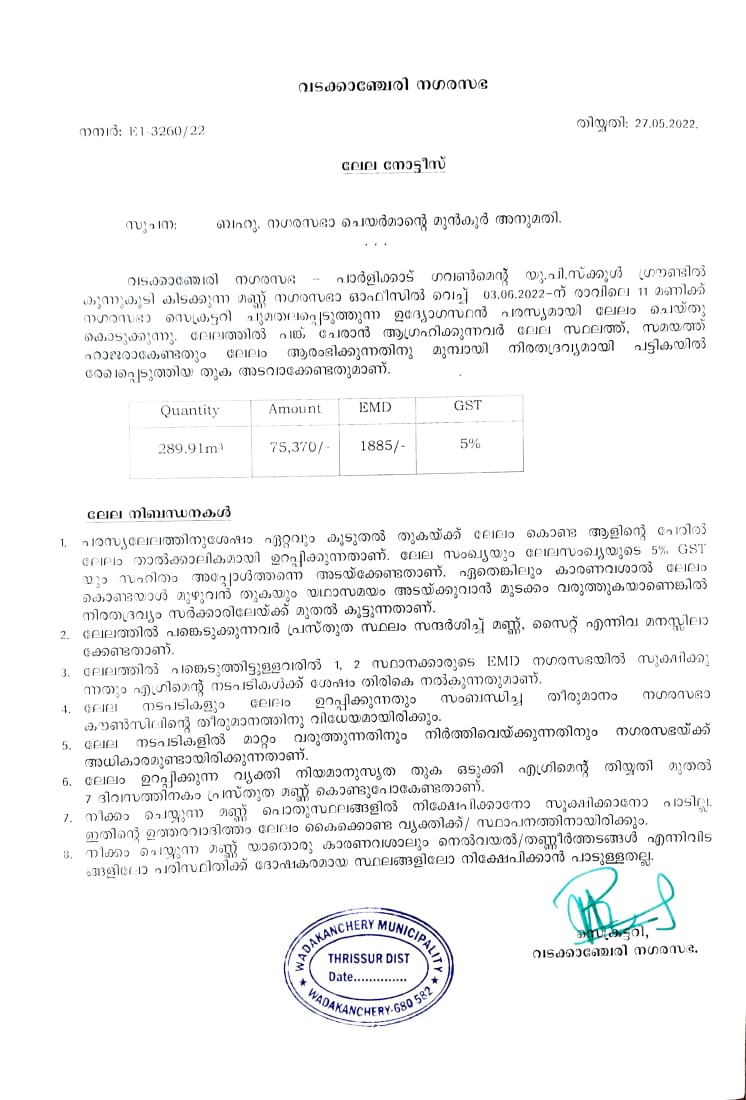 വടക്കാഞ്ചേരി നഗരസഭ
നമ്പർ: E1-3260/22
തിയ്യതി: 27.05.2022.
ലേല നോട്ടീസ്
സൂചന: ബഹു. നഗരസഭാ ചെയർമാന്റെ മുൻകൂർ അനുമതി.
...
വടക്കാഞ്ചേരി നഗരസഭ – പാർളിക്കാട് ഗവൺമെന്റ് യു.പി.സ്ക്കൂൾ ഗ്രൗണ്ടിൽ
കുന്നുകൂടി കിടക്കുന്ന മണ്ണ് നഗരസഭാ ഓഫീസിൽ വെച്ച് 03.06.2022-ന് രാവിലെ 11 മണിക്ക്
നഗരസഭാ സെക്രട്ടറി ചുമതലപ്പെടുത്തുന്ന ഉദ്യോഗസ്ഥൻ പരസ്യമായി ലേലം ചെയ്തു
കൊടുക്കുന്നു. ലേലത്തിൽ പങ്ക് ചേരാൻ ആഗ്രഹിക്കുന്നവർ ലേല സ്ഥലത്ത്, സമയത്ത്
ഹാജരാകേണ്ടതും ലേലം ആരംഭിക്കുന്നതിനു മുമ്പായി നിരതദ്രവ്യമായി പട്ടികയിൽ
രേഖപ്പെടുത്തിയ തുക അടവാക്കേണ്ടതുമാണ്.
Quantity Amount EMD GST
289.91m³ 75,370/- 1885/- 5%
ലേല നിബന്ധനകൾ
1. പരസ്യലേലത്തിനുശേഷം ഏറ്റവും കൂടുതൽ തുകയ്ക്ക് ലേലം കൊണ്ട ആളിന്റെ പേരിൽ
ലേലം താൽക്കാലികമായി ഉറപ്പിക്കുന്നതാണ്. ലേല സംഖ്യയും ലേലസംഖ്യയുടെ 5% GST
യും സഹിതം അപ്പോൾത്തന്നെ അടയ്ക്കേണ്ടതാണ്. ഏതെങ്കിലും കാരണവശാൽ ലേലം
കൊണ്ടയാൾ മുഴുവൻ തുകയും യഥാസമയം അടയ്ക്കുവാൻ മുടക്കം വരുത്തുകയാണെങ്കിൽ
നിരതദ്രവ്യം സർക്കാരിലേയ്ക്ക് മുതൽ കൂട്ടുന്നതാണ്.
2. ലേലത്തിൽ പങ്കെടുക്കുന്നവർ പ്രസ്തുത സ്ഥലം സന്ദർശിച്ച് മണ്ണ്, സൈറ്റ് എന്നിവ മനസ്സിലാ
ക്കേണ്ടതാണ്.
3. ലേലത്തിൽ പങ്കെടുത്തിട്ടുള്ളവരിൽ 1, 2 സ്ഥാനക്കാരുടെ EMD നഗരസഭയിൽ സൂക്ഷിക്കു
ന്നതും എഗ്രിമെന്റ് നടപടികൾക്ക് ശേഷം തിരികെ നൽകുന്നതുമാണ്.
4. ലേല നടപടികളും ലേലം ഉറപ്പിക്കുന്നതും സംബന്ധിച്ച തീരുമാനം നഗരസഭാ
കൗൺസിലിന്റെ തീരുമാനത്തിനു വിധേയമായിരിക്കും.
5. ലേല നടപടികളിൽ മാറ്റം വരുത്തുന്നതിനും നിർത്തിവെയ്ക്കുന്നതിനും നഗരസഭയ്ക്ക്
അധികാരമുണ്ടായിരിക്കുന്നതാണ്.
6. ലേലം ഉറപ്പിക്കുന്ന വ്യക്തി നിയമാനുസൃത തുക ഒടുക്കി എഗ്രിമെന്റ് തിയ്യതി മുതൽ
7 ദിവസത്തിനകം പ്രസ്തുത മണ്ണ് കൊണ്ടുപോകേണ്ടതാണ്.
7. നീക്കം ചെയ്യുന്ന മണ്ണ് പൊതുസ്ഥലങ്ങളിൽ നിക്ഷേപിക്കാനോ സൂക്ഷിക്കാനോ പാടില്ല.
ഇതിന്റെ ഉത്തരവാദിത്തം ലേലം കൈക്കൊണ്ട വ്യക്തിക്ക്/ സ്ഥാപനത്തിനായിരിക്കും.
8. നീക്കം ചെയ്യുന്ന മണ്ണ് യാതൊരു കാരണവശാലും നെൽവയൽ/തണ്ണീർത്തടങ്ങൾ എന്നിവിട
ങ്ങളിലോ പരിസ്ഥിതിക്ക് ദോഷകരമായ സ്ഥലങ്ങളിലോ നിക്ഷേപിക്കാൻ പാടുള്ളതല്ല.
സെക്രട്ടറി,
വടക്കാഞ്ചേരി നഗരസഭ.
WADAKANCHERY MUNICIPALITY
THRISSUR DIST
Date..............
WADAKANCHERY-680 582